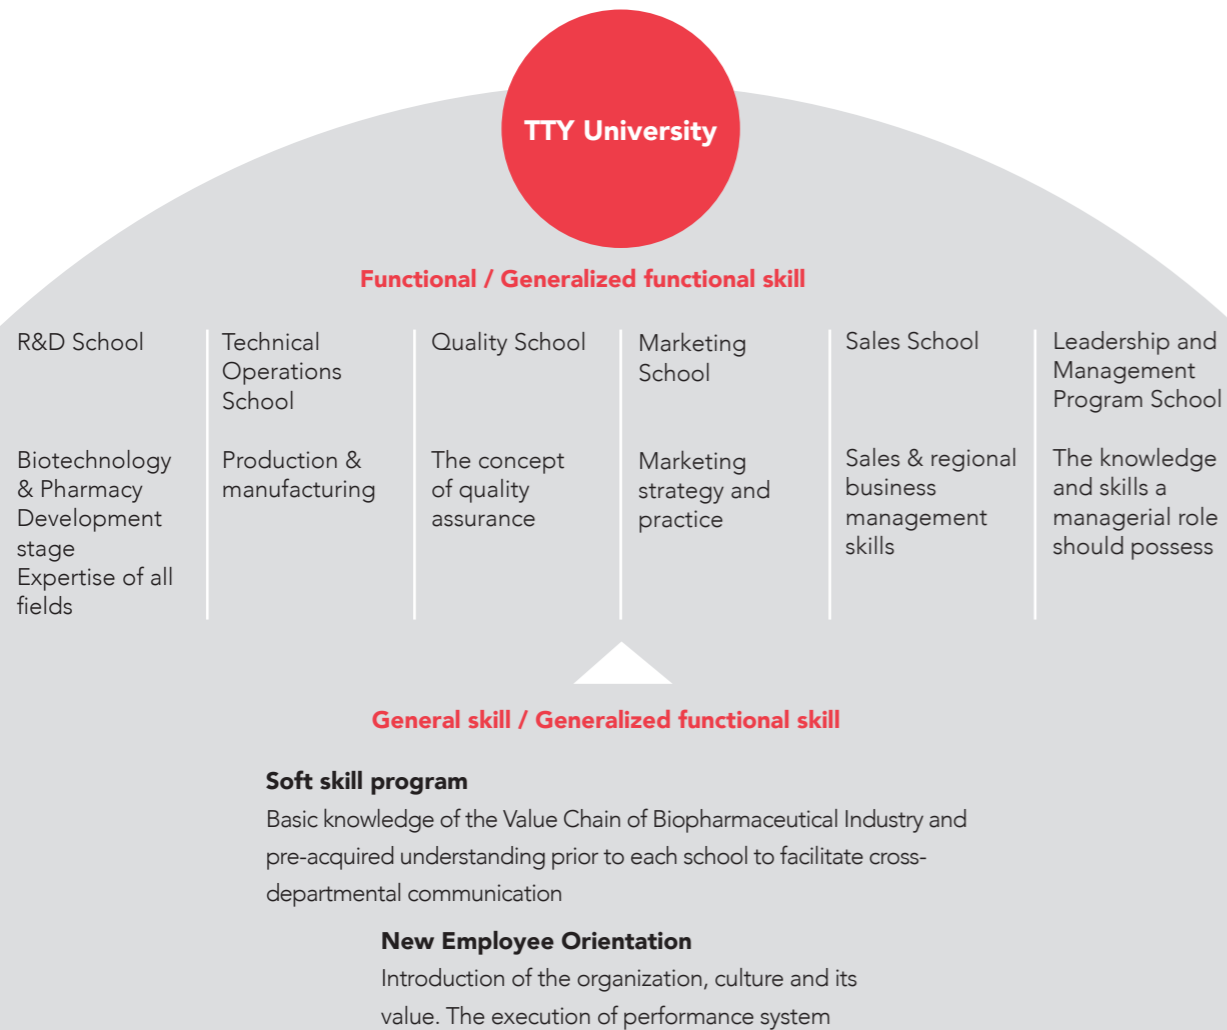 TTY University
Functional / Generalized functional skill
R&D School
Technical
Operations
School
Quality School
Marketing
School
Sales School
Leadership and
Management
Program School
Biotechnology
& Pharmacy
Development
stage
Expertise of all
fields
Production &
manufacturing
The concept
of quality
assurance
Marketing
strategy and
practice
Sales & regional
business
management
skills
The knowledge
and skills a
managerial role
should possess
General skill / Generalized functional skill
Soft skill program
Basic knowledge of the Value Chain of Biopharmaceutical Industry and
pre-acquired understanding prior to each school to facilitate cross-
departmental communication
New Employee Orientation
Introduction of the organization, culture and its
value. The execution of performance system